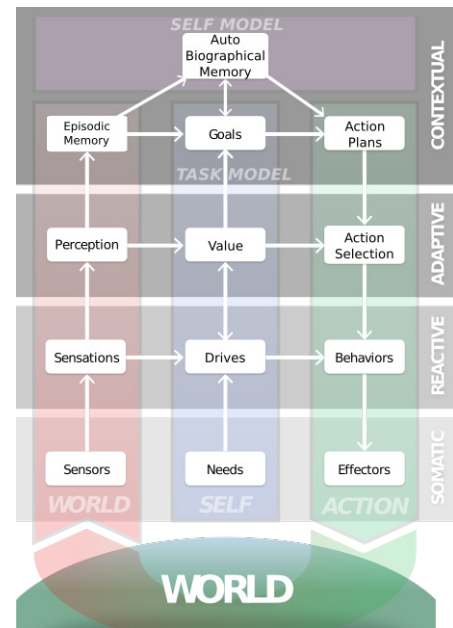 SELF MODEL
Auto
Biographical
Memory
CONTEXTUAL
Episodic
Memory
Goals
Action
Plans
TASK MODEL
ADAPTIVE
Perception
Value
Action
Selection
REACTIVE
Sensations
Drives
Behaviors
SOMATIC
Sensors
Needs
Effectors
WORLD
SELF
ACTION
WORLD